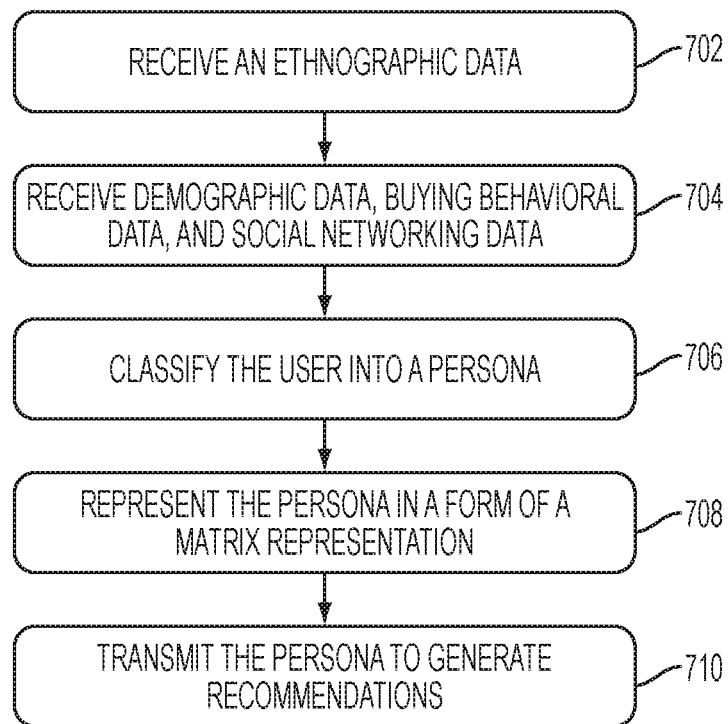 RECEIVE AN ETHNOGRAPHIC DATA
702
RECEIVE DEMOGRAPHIC DATA, BUYING BEHAVIORAL
DATA, AND SOCIAL NETWORKING DATA
704
CLASSIFY THE USER INTO A PERSONA
706
REPRESENT THE PERSONA IN A FORM OF A
MATRIX REPRESENTATION
708
TRANSMIT THE PERSONA TO GENERATE
RECOMMENDATIONS
710